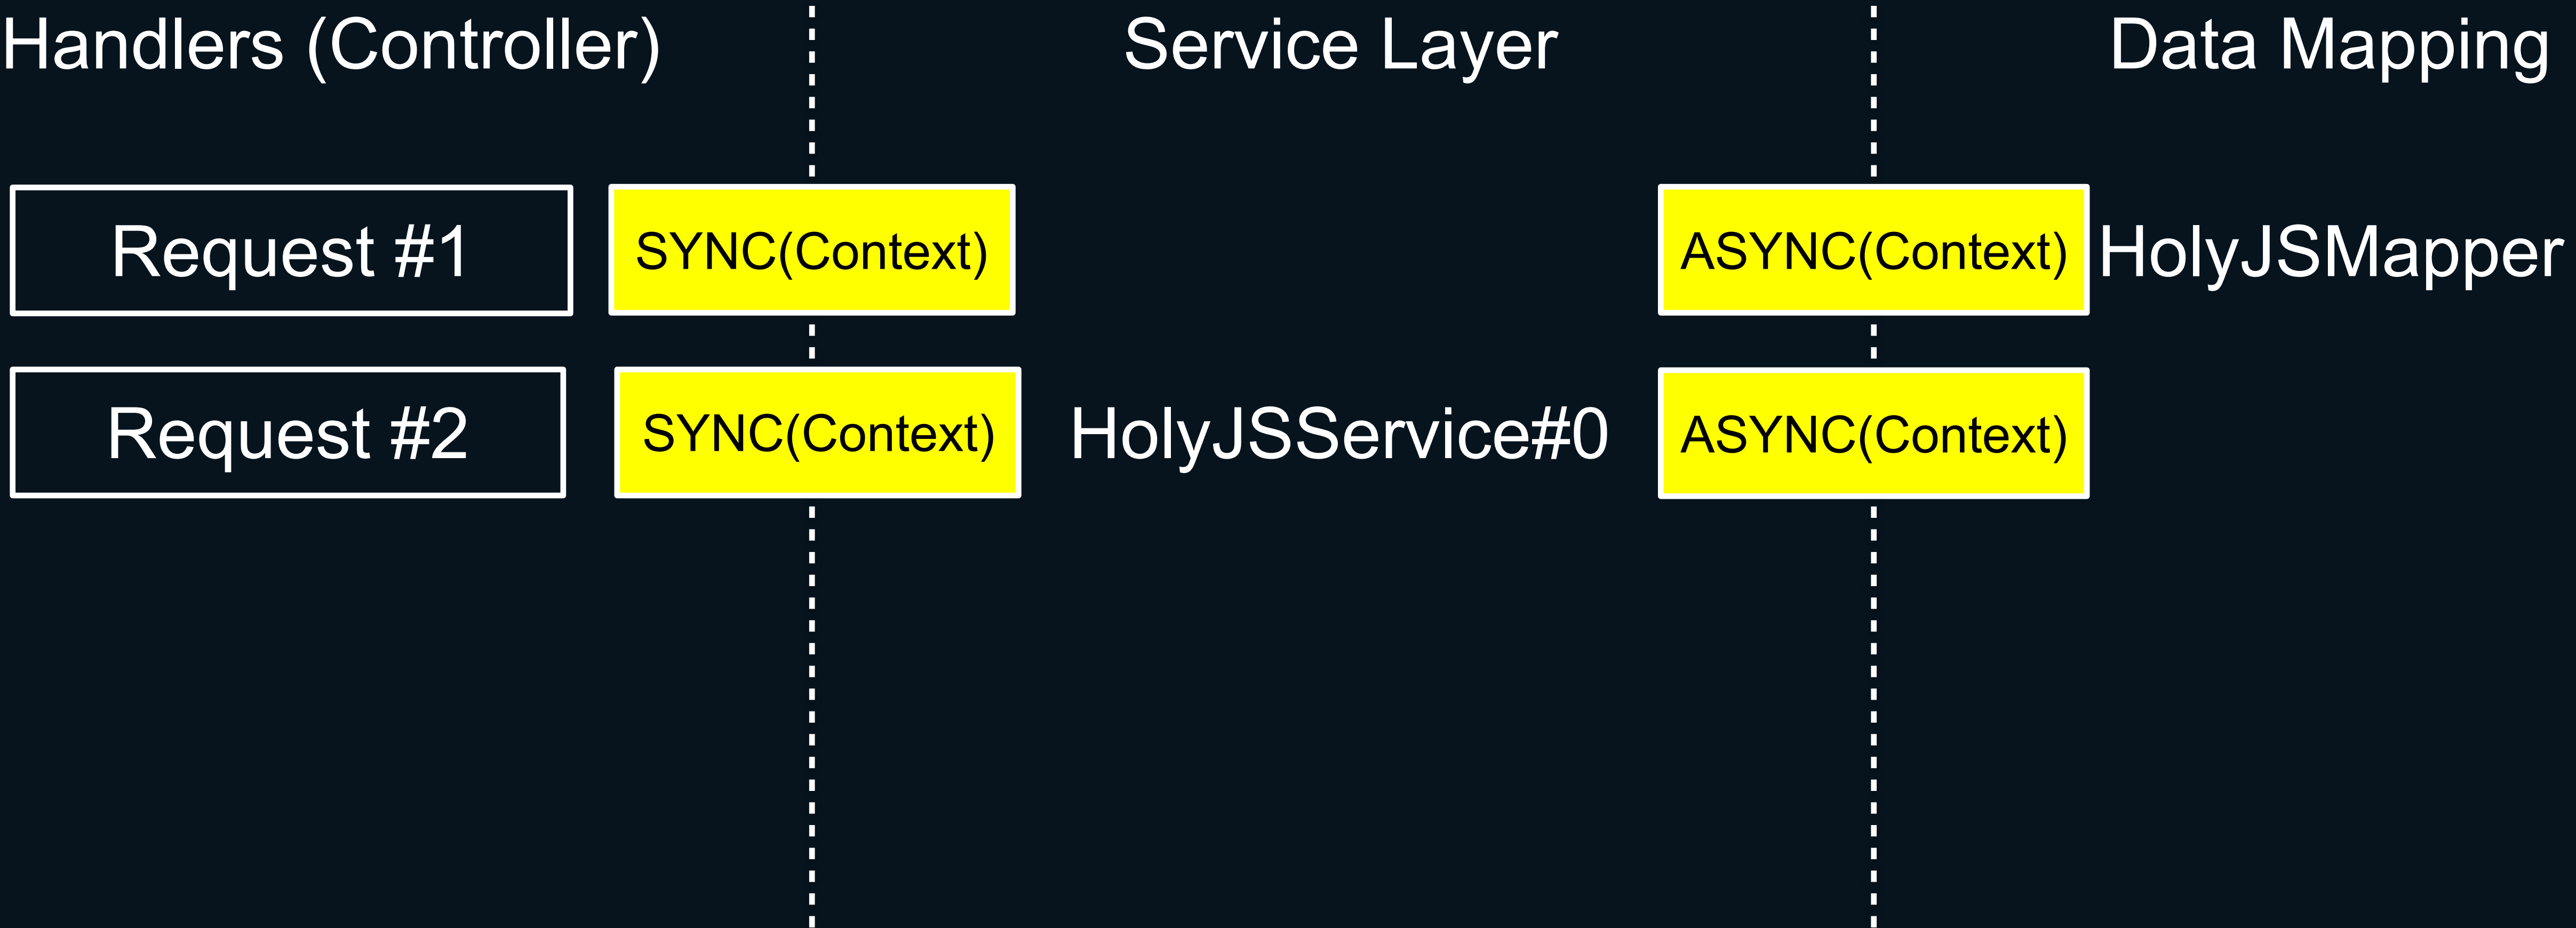 Handlers (Controller)
Service Layer
Data Mapping
Request #1
SYNC(Context)
ASYNC(Context)
HolyJSMapper
Request #2
SYNC(Context)
HolyJSService#0
ASYNC(Context)